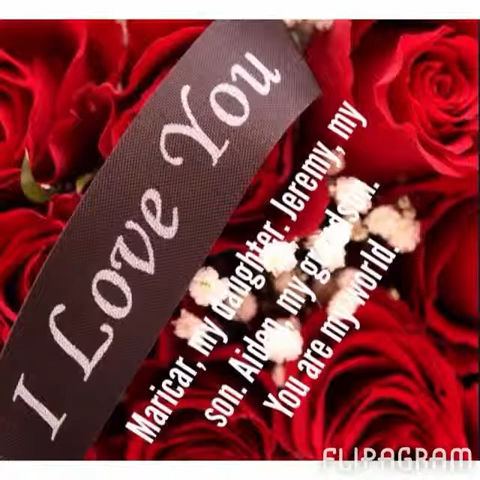 I Love You
Maricar, my daughter. Jeremy, my
son. Aiden, my grandson.
You are my world.
FLIPAGRAM